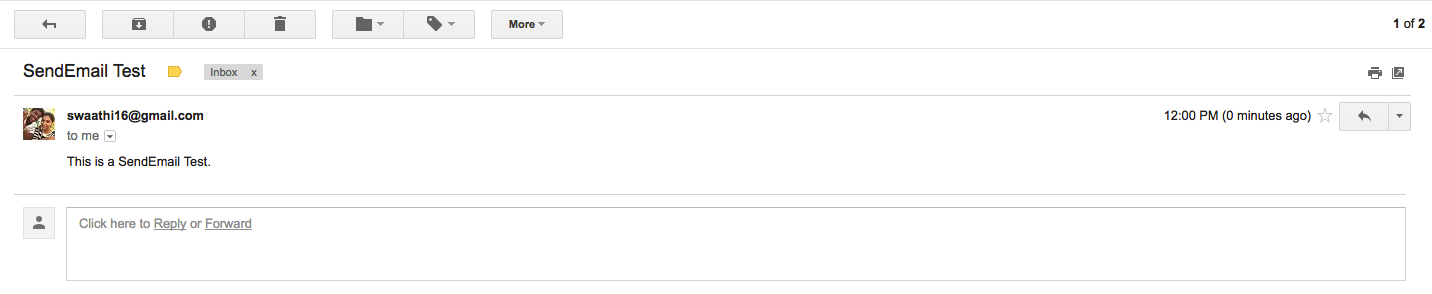 More
1 of 2
SendEmail Test
Inbox x
swaathi16@gmail.com
12:00 PM (0 minutes ago)
to me
This is a SendEmail Test.
Click here to Reply or Forward